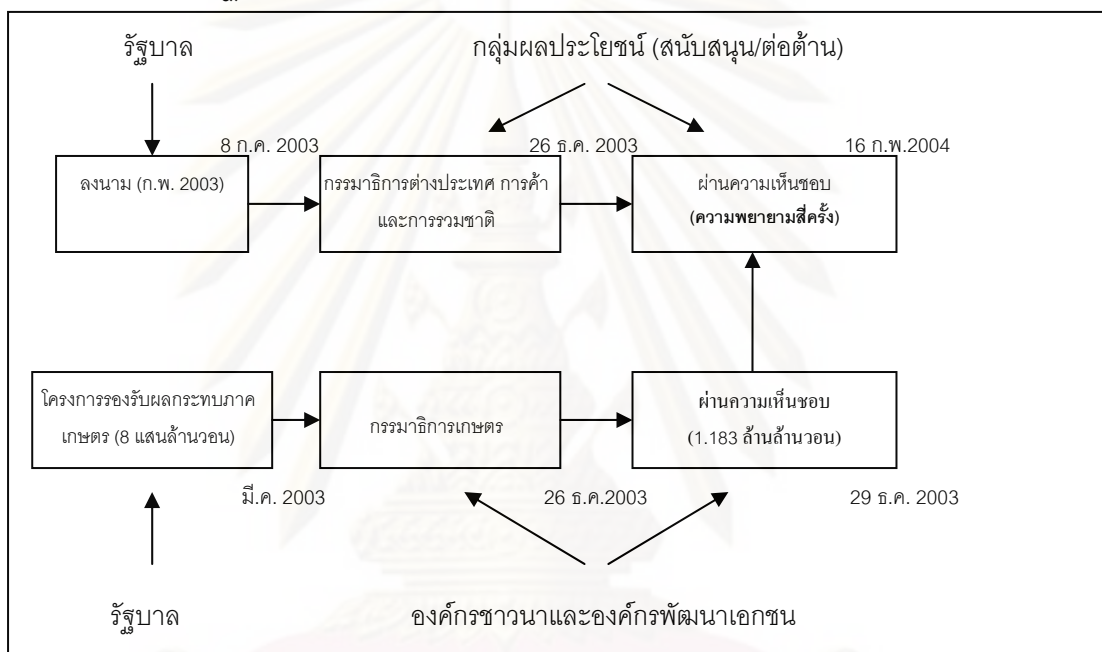 รัฐบาล
กลุ่มผลประโยชน์ (สนับสนุน/ต่อต้าน)
8 ก.ค. 2003
26 ธ.ค. 2003
16 ก.พ.2004
ลงนาม (ก.พ. 2003)
กรรมาธิการต่างประเทศ การค้า
และการรวมชาติ
ผ่านความเห็นชอบ
(ความพยายามสี่ครั้ง)
โครงการรองรับผลกระทบภาค
เกษตร (8 แสนล้านวอน)
กรรมาธิการเกษตร
ผ่านความเห็นชอบ
(1.183 ล้านล้านวอน)
มี.ค. 2003
26 ธ.ค.2003
29 ธ.ค. 2003
รัฐบาล
องค์กรชาวนาและองค์กรพัฒนาเอกชน